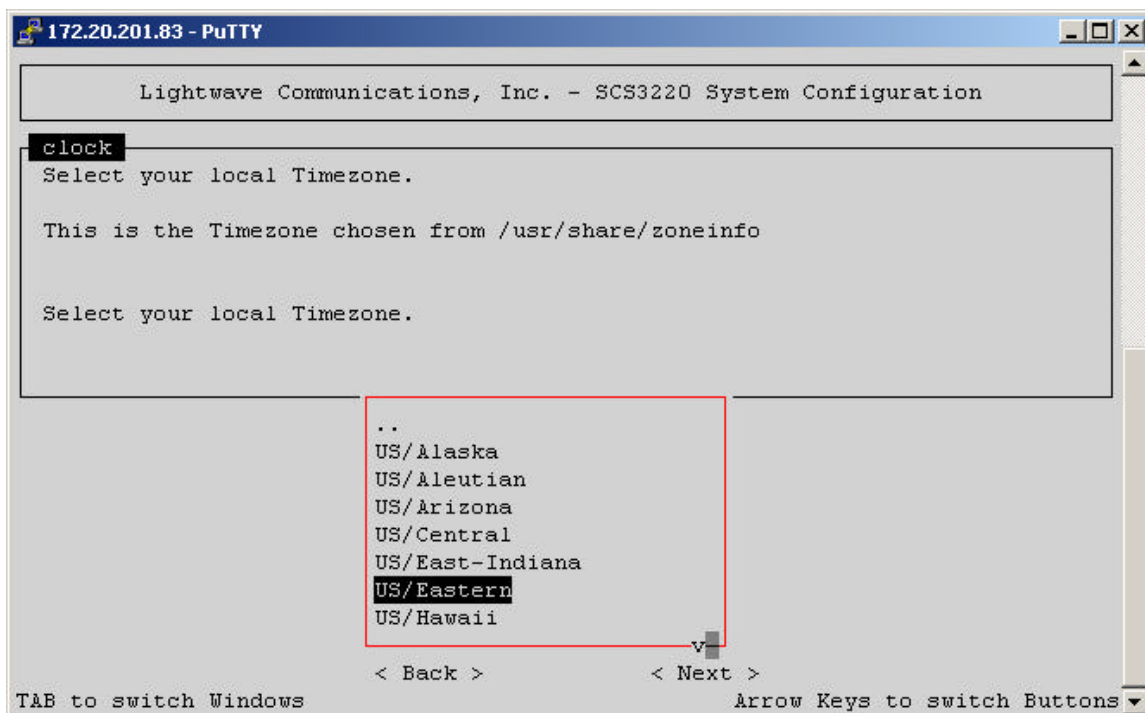 172.20.201.83 - PuTTY
Lightwave Communications, Inc. - SCS3220 System Configuration
clock
Select your local Timezone.
This is the Timezone chosen from /usr/share/zoneinfo
Select your local Timezone.
..
US/Alaska
US/Aleutian
US/Arizona
US/Central
US/East-Indiana
US/Eastern
US/Hawaii
v
< Back > < Next >
TAB to switch Windows Arrow Keys to switch Buttons